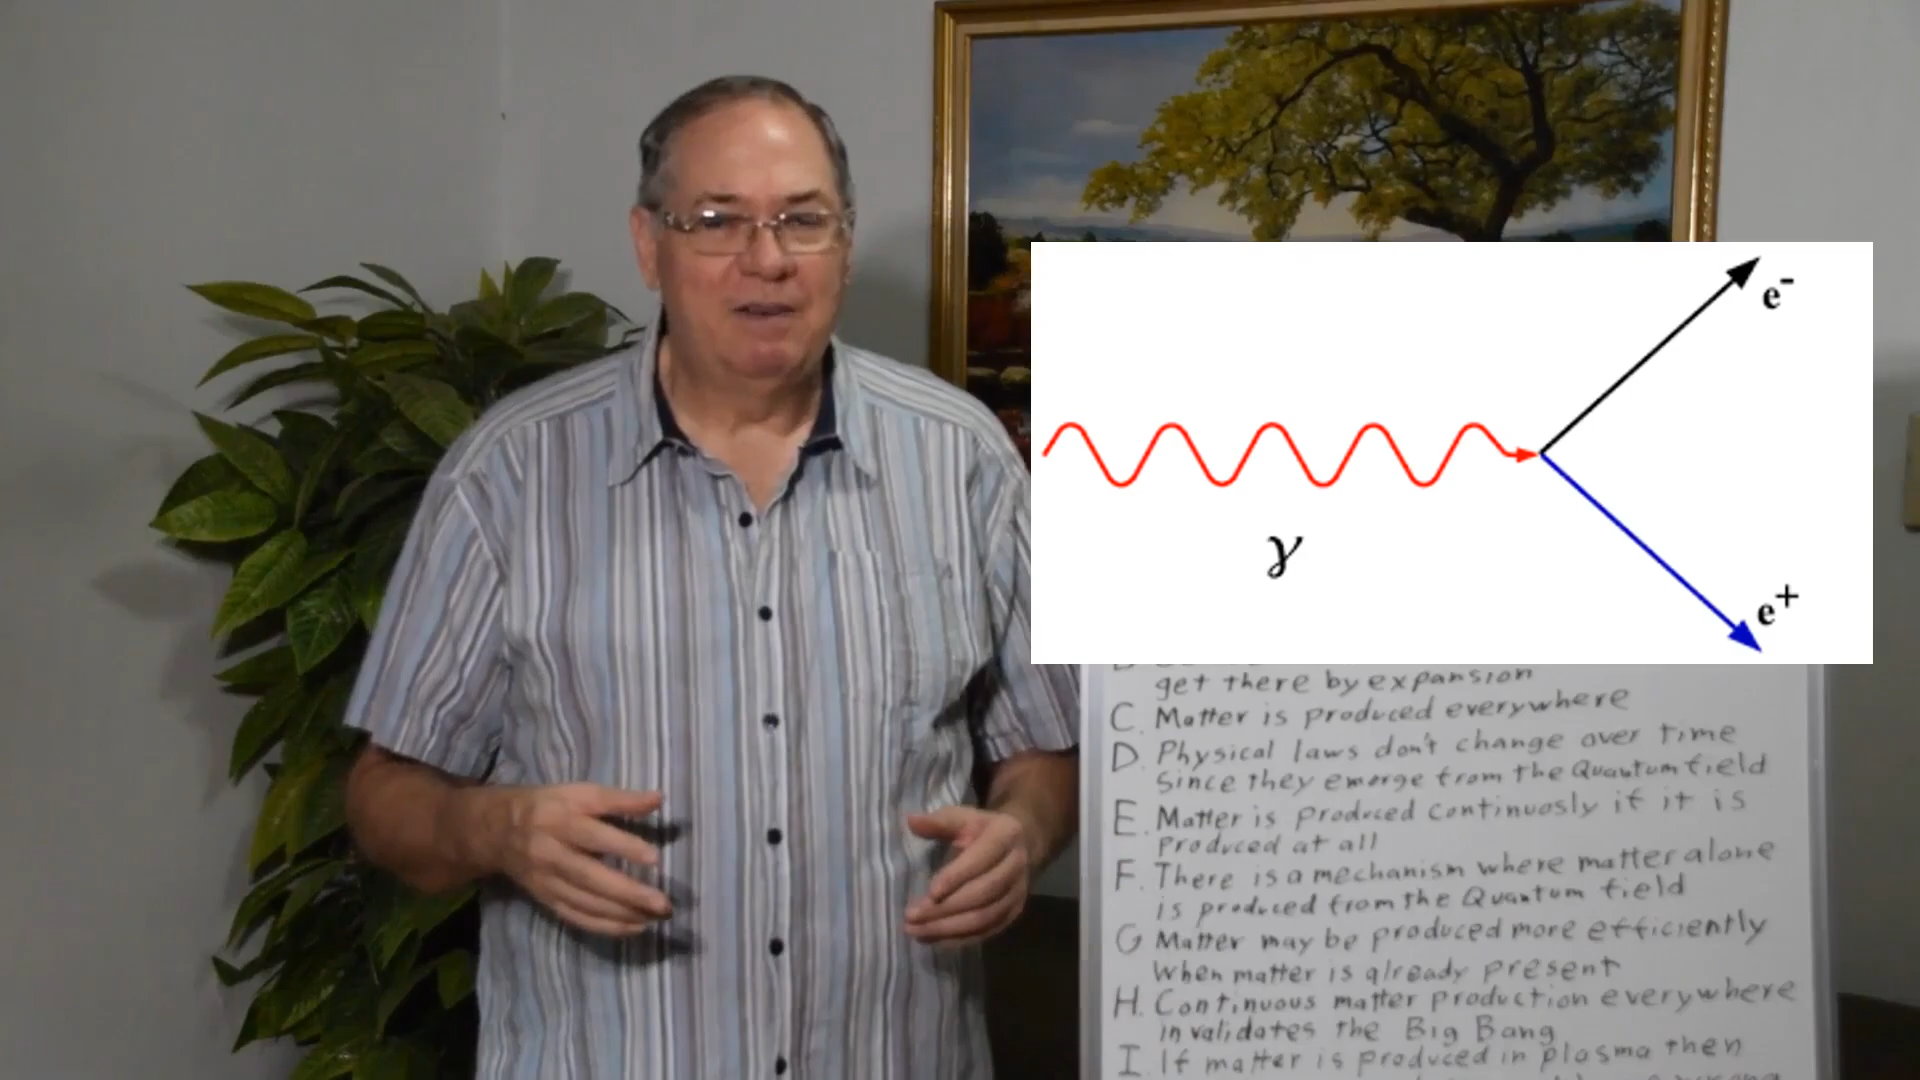 e-
γ
e+
get there by expansion
C. Matter is produced everywhere
D. Physical laws don't change over time
since they emerge from the Quantum field
E. Matter is produced continuosly if it is
produced at all
F. There is a mechanism where matter alone
is produced from the Quantum field
G Matter may be produced more efficiently
when matter is already present
H. Continuous matter production everywhere
invalidates the Big Bang
I. If matter is produced in plasma then